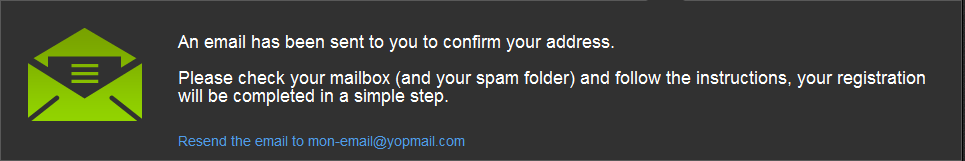 An email has been sent to you to confirm your address.
Please check your mailbox (and your spam folder) and follow the instructions, your registration
will be completed in a simple step.
Resend the email to mon-email@yopmail.com